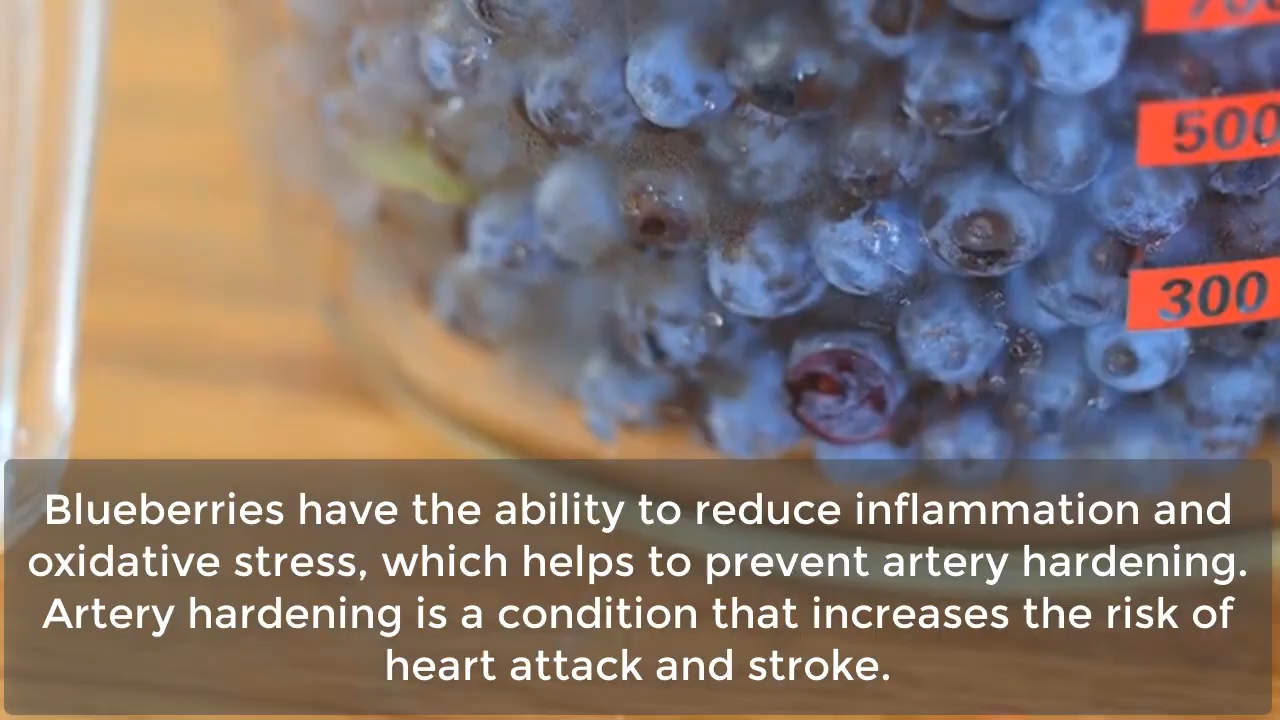 500
300
Blueberries have the ability to reduce inflammation and
oxidative stress, which helps to prevent artery hardening.
Artery hardening is a condition that increases the risk of
heart attack and stroke.